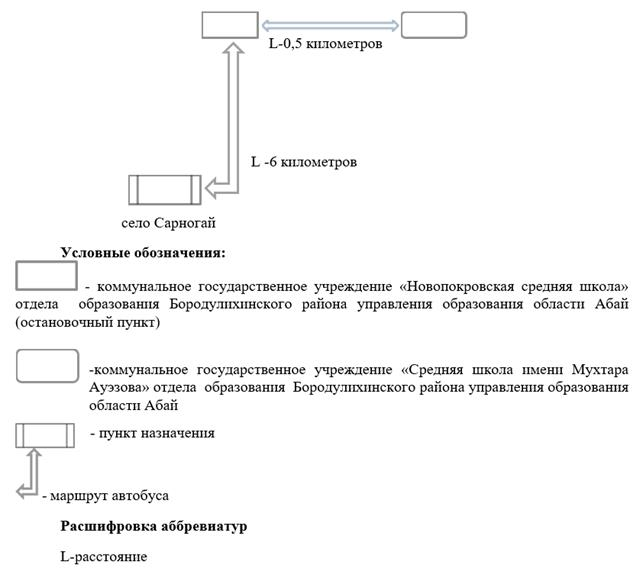 L-0,5 километров
L -6 километров
село Сарногай
Условные обозначения:
- коммунальное государственное учреждение «Новопокровская средняя школа»
отдела образования Бородулихинского района управления образования области Абай
(остановочный пункт)
-коммунальное государственное учреждение «Средняя школа имени Мухтара
Ауэзова» отдела образования Бородулихинского района управления образования
области Абай
- пункт назначения
- маршрут автобуса
Расшифровка аббревиатур
L-расстояние